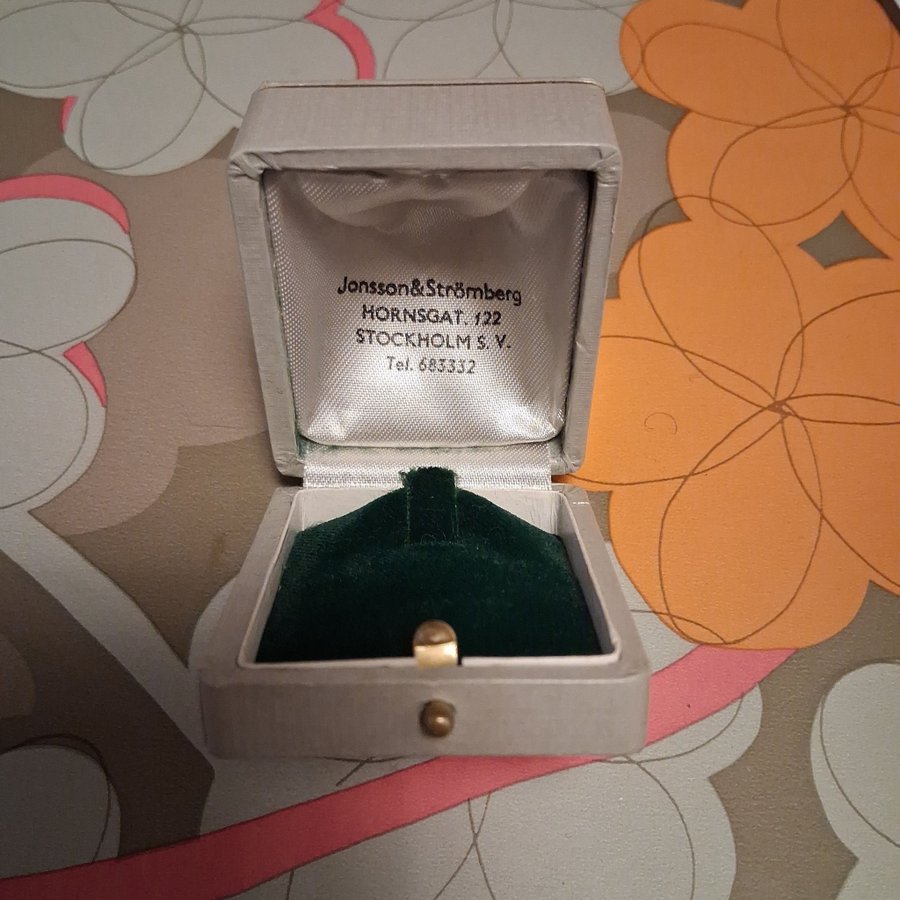 Jonsson&Strömberg
HORNSGAT. 122
STOCKHOLM S. V.
Tel. 683332